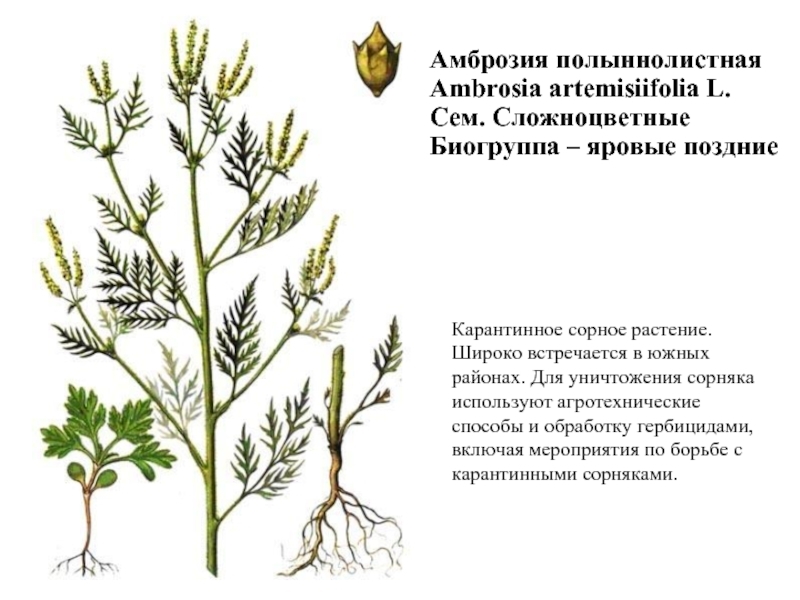 Амброзия полыннолистная
Ambrosia artemisiifolia L.
Сем. Сложноцветные
Биогруппа – яровые поздние
Карантинное сорное растение.
Широко встречается в южных
районах. Для уничтожения сорняка
используют агротехнические
способы и обработку гербицидами,
включая мероприятия по борьбе с
карантинными сорняками.